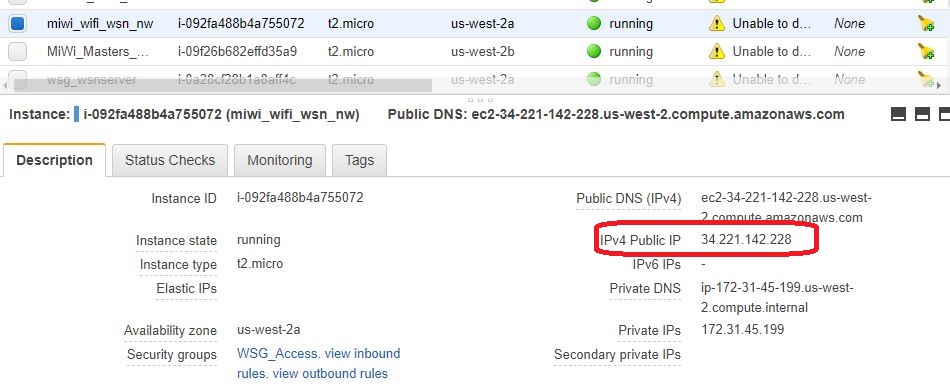 miwi_wifi_wsn_nw i-092fa488b4a755072 t2.micro us-west-2a running Unable to d... None
MiWi_Masters_... i-09f26b682effd35a9 t2.micro us-west-2b running Unable to d... None
wsg_wsnserver i-0a28cf28b1a8aff4c t2.micro us-west-2a running Unable to d... None
Instance: i-092fa488b4a755072 (miwi_wifi_wsn_nw) Public DNS: ec2-34-221-142-228.us-west-2.compute.amazonaws.com
Description Status Checks Monitoring Tags
Instance ID i-092fa488b4a755072 Public DNS (IPv4) ec2-34-221-142-228.us-west-
2.compute.amazonaws.com
Instance state running IPv4 Public IP 34.221.142.228
Instance type t2.micro IPv6 IPs -
Elastic IPs Private DNS ip-172-31-45-199.us-west-
2.compute.internal
Availability zone us-west-2a Private IPs 172.31.45.199
Security groups WSG_Access. view inbound Secondary private IPs
rules. view outbound rules